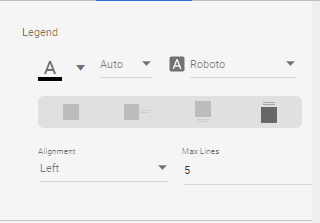 Legend
A Auto A Roboto
Alignment Max Lines
Left 5